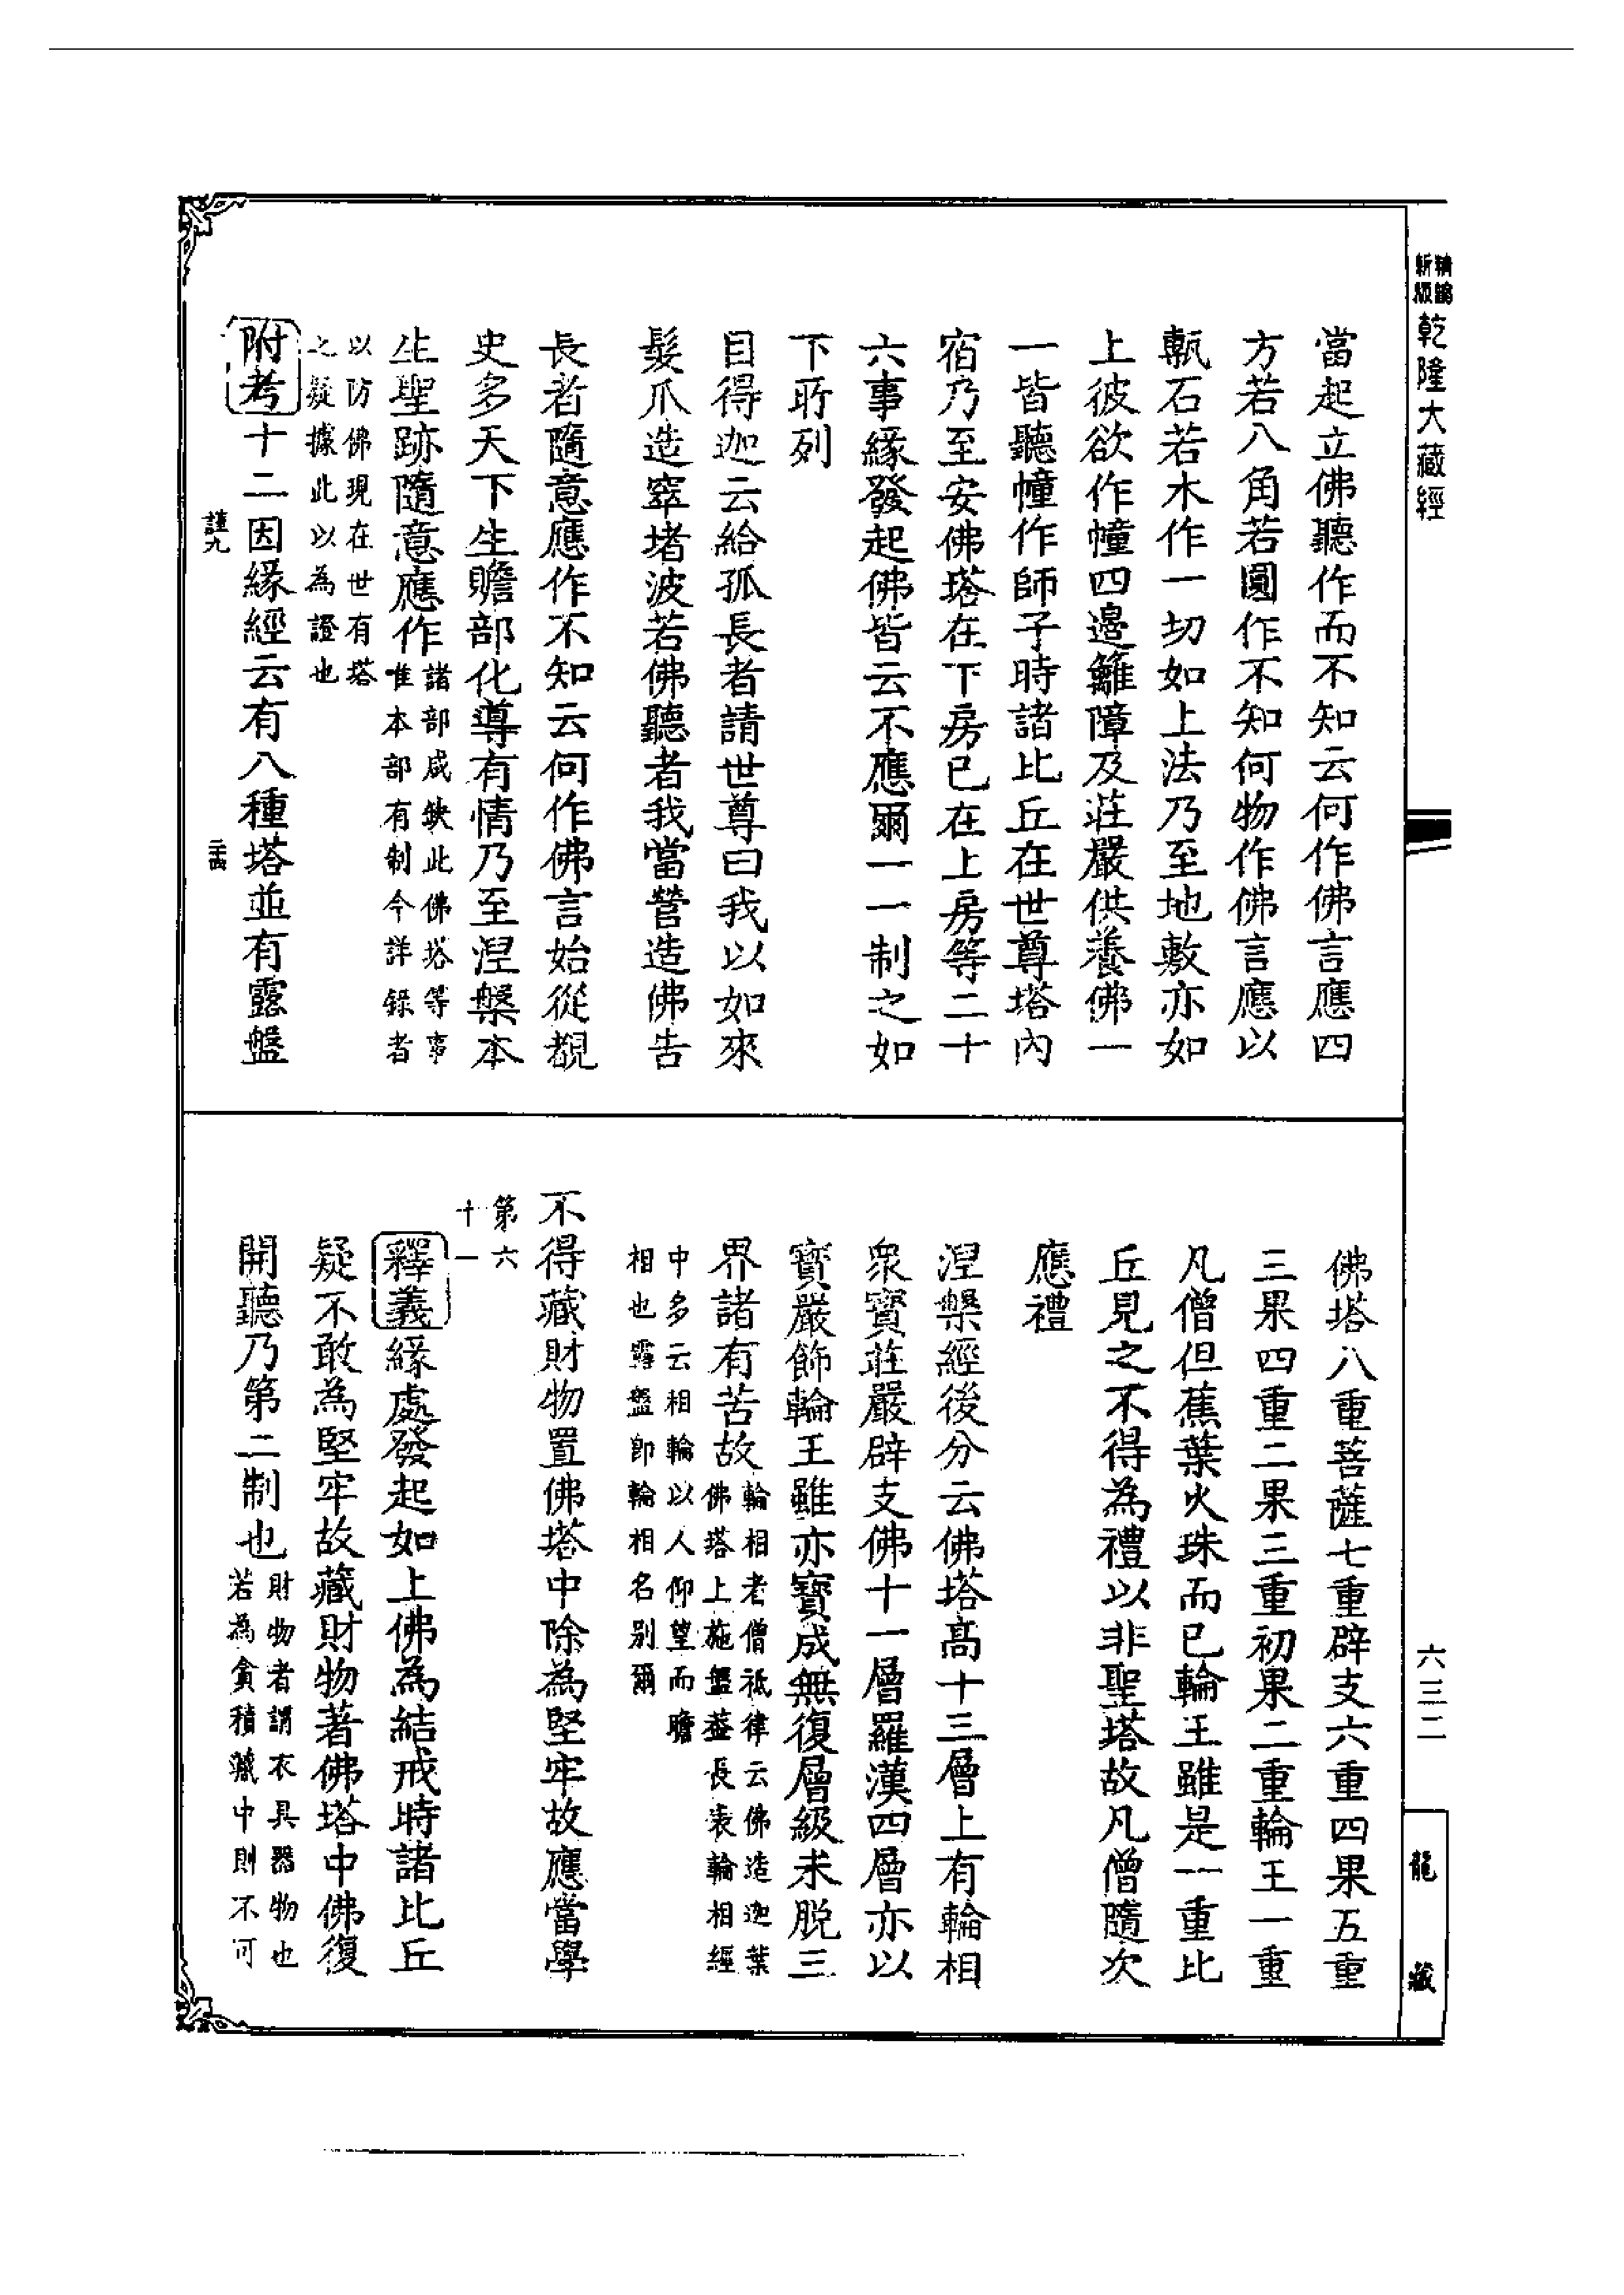 精鐫
新版
乾隆大藏經
六三二
龍藏
當起立佛聽作而不知云何作佛言應四
方若八角若圓作不知何物作佛言應以
甎石若木作一切如上法乃至地敷亦如
上彼欲作幢四邊籬障及莊嚴供養佛一
一皆聽幢作師子時諸比丘在世尊塔內
宿乃至安佛塔在下房已在上房等二十
六事緣發起佛皆云不應爾一一制之如
下所列
目得迦云給孤長者請世尊曰我以如來
髮爪造窣堵波若佛聽者我當營造佛告
長者隨意應作不知云何作佛言始從覩
史多天下生贍部化導有情乃至涅槃本
生聖跡隨意應作
諸部咸缺此佛塔等事
惟本部有制今詳錄者
以防佛現在世有塔
之疑據此以為證也
附考十二因緣經云有八種塔並有露盤
謹九
二十四
佛塔八重菩薩七重辟支六重四果五重
三果四重二果三重初果二重輪王一重
凡僧但蕉葉火珠而已輪王雖是一重比
丘見之不得為禮以非聖塔故凡僧隨次
應禮
涅槃經後分云佛塔高十三層上有輪相
眾寶莊嚴辟支佛十一層羅漢四層亦以
寶嚴飾輪王雖亦寶成無復層級未脫三
界諸有苦故
輪相者僧祇律云佛造迦葉
佛塔上施盤蓋長表輪相經
中多云相輪以人仰望而瞻
相也露盤即輪相名別爾
不得藏財物置佛塔中除為堅牢故應當學
第六
十一
釋義緣處發起如上佛為結戒時諸比丘
疑不敢為堅牢故藏財物著佛塔中佛復
開聽乃第二制也
財物者謂衣具器物也
若為貪積藏中則不可